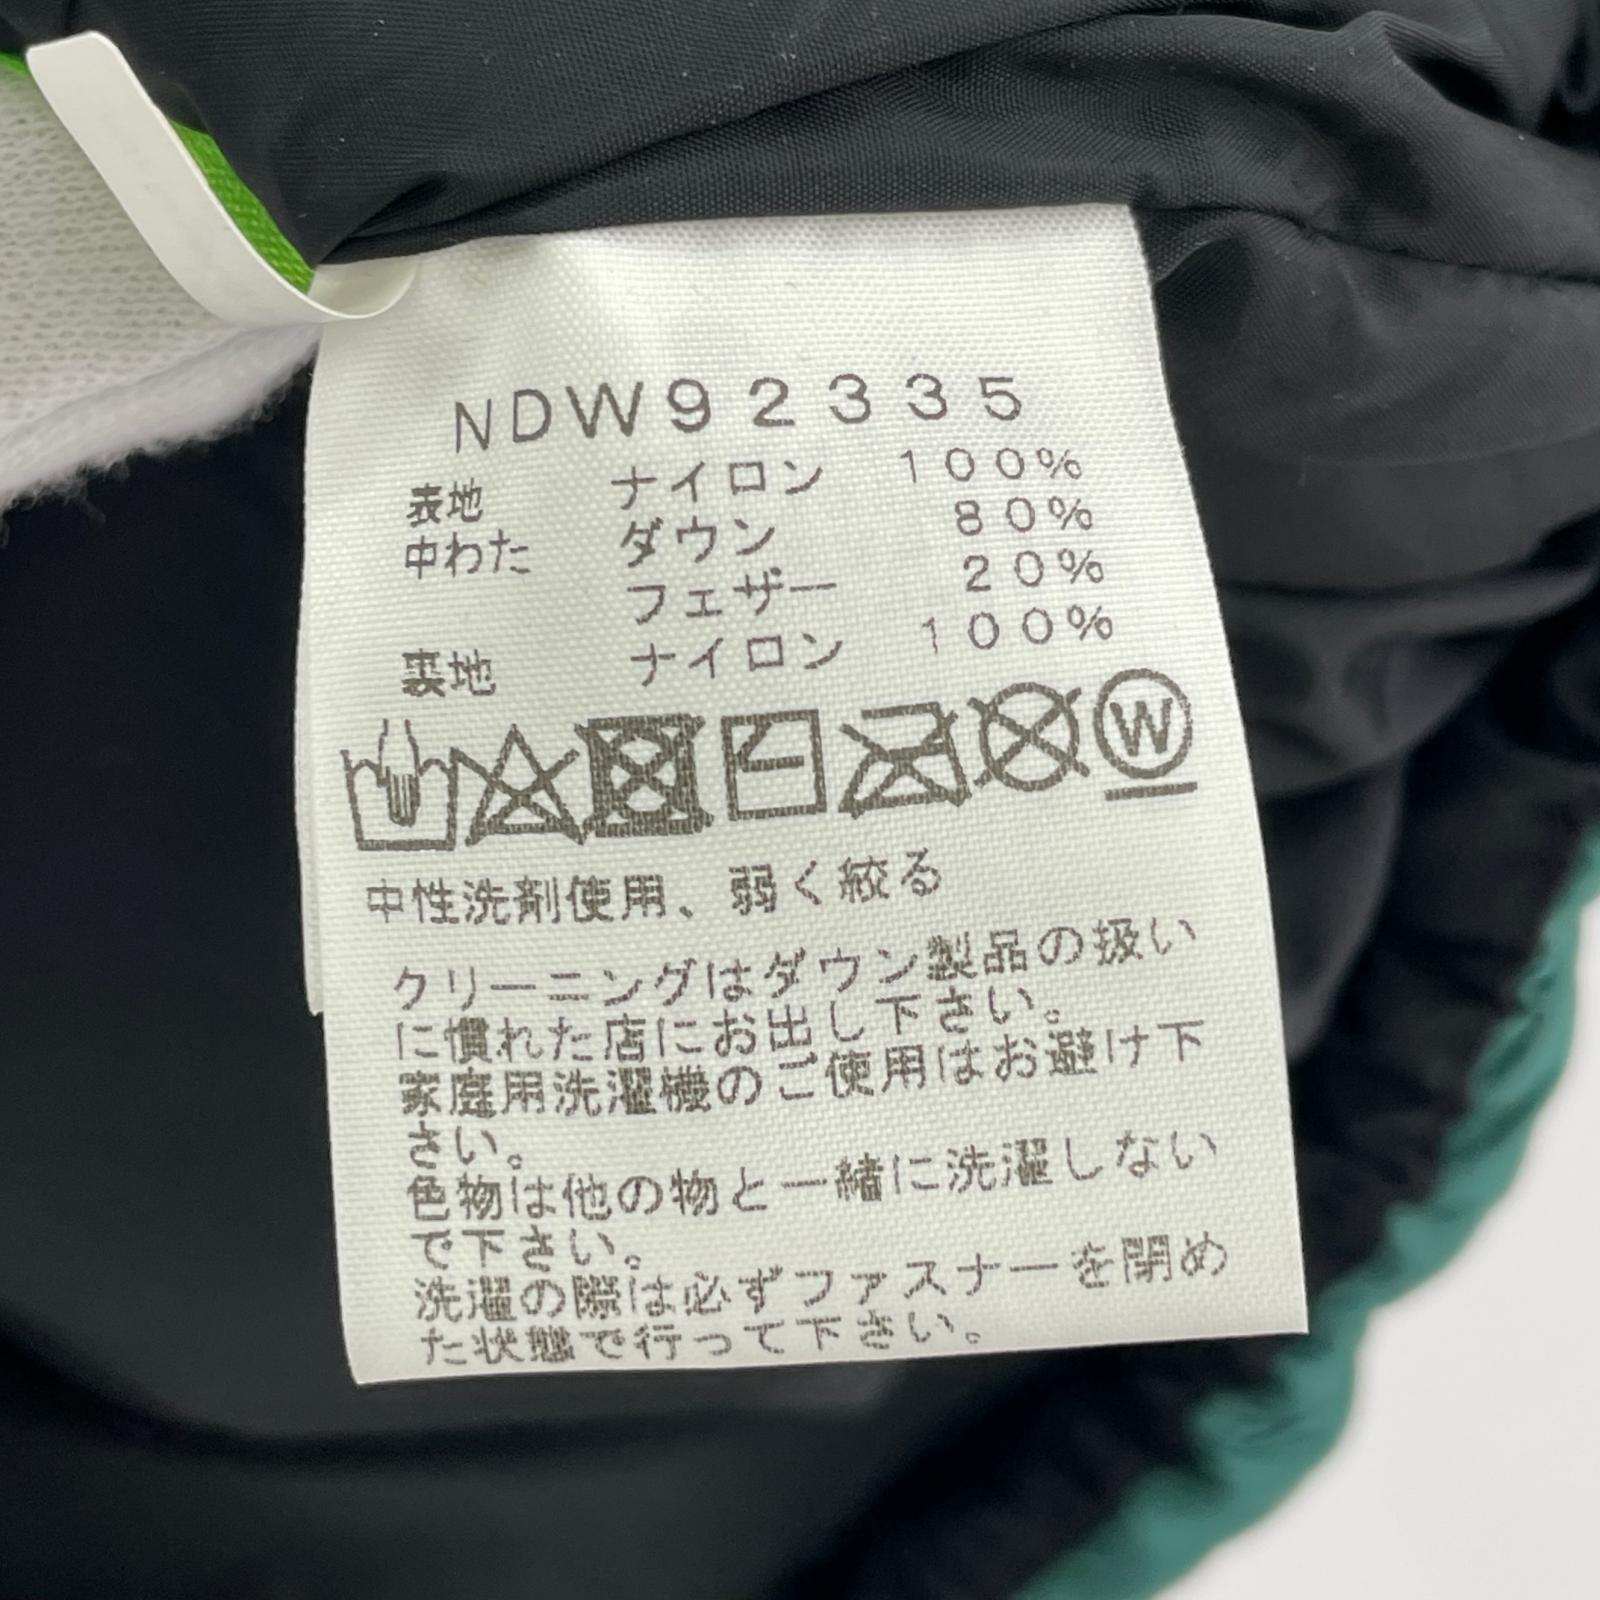 NDW92335
表地 ナイロン 100%
中わた ダウン 80%
フェザー 20%
裏地 ナイロン 100%
W
中性洗剤使用、弱く絞る
クリーニングはダウン製品の扱い
に慣れた店にお出し下さい。
家庭用洗濯機のご使用はお避け下
さい。
色物は他の物と一緒に洗濯しない
で下さい。
洗濯の際は必ずファスナーを閉め
た状態で行って下さい。